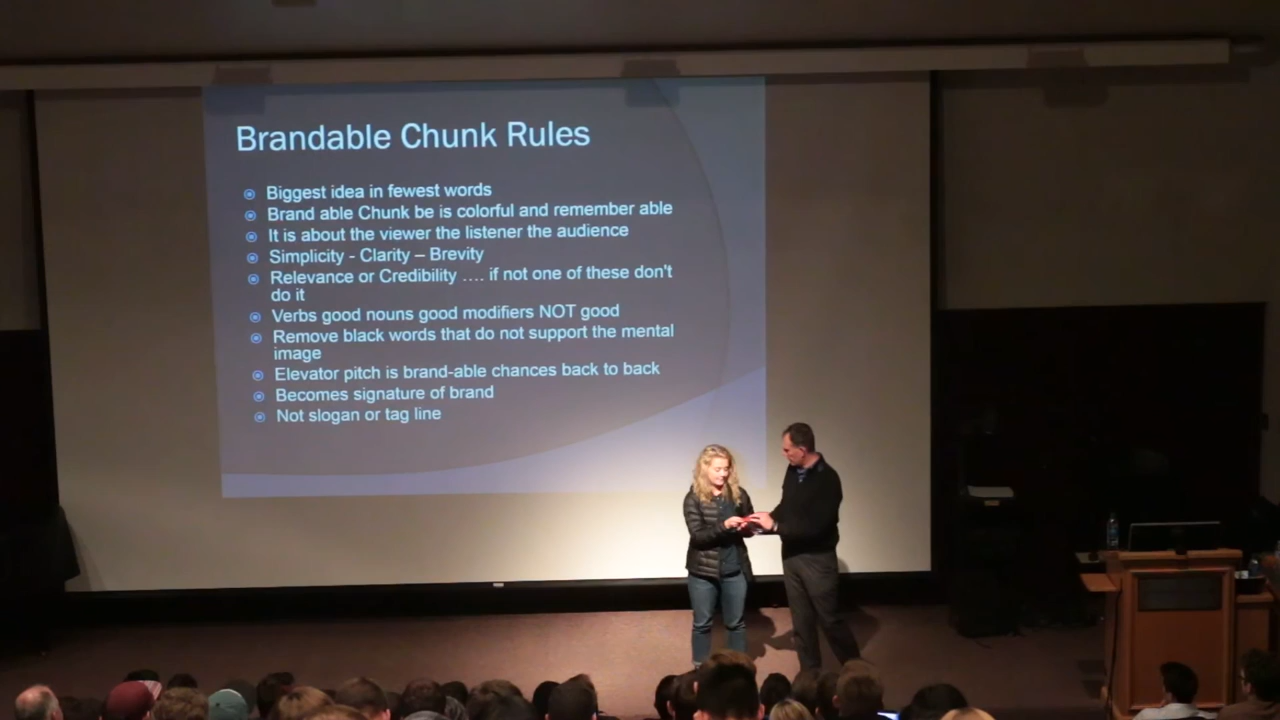 Brandable Chunk Rules
Biggest idea in fewest words
Brand able Chunk be is colorful and remember able
It is about the viewer the listener the audience
Simplicity - Clarity – Brevity
Relevance or Credibility .... if not one of these don't
do it
Verbs good nouns good modifiers NOT good
Remove black words that do not support the mental
image
Elevator pitch is brand-able chances back to back
Becomes signature of brand
Not slogan or tag line